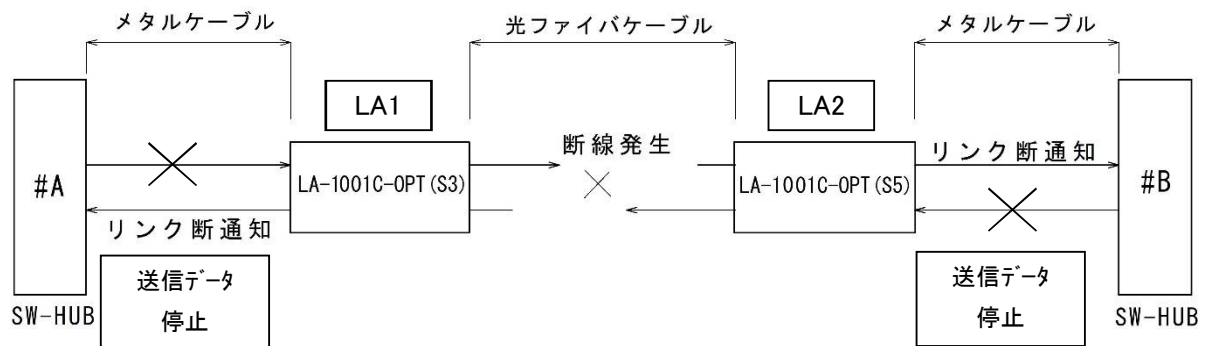 メタルケーブル
光ファイバケーブル
メタルケーブル
LA1
LA2
断線発生
リンク断通知
#A
LA-1001C-OPT(S3)
LA-1001C-OPT(S5)
#B
リンク断通知
送信ﾃﾞｰﾀ
停止
送信ﾃﾞｰﾀ
停止
SW-HUB
SW-HUB